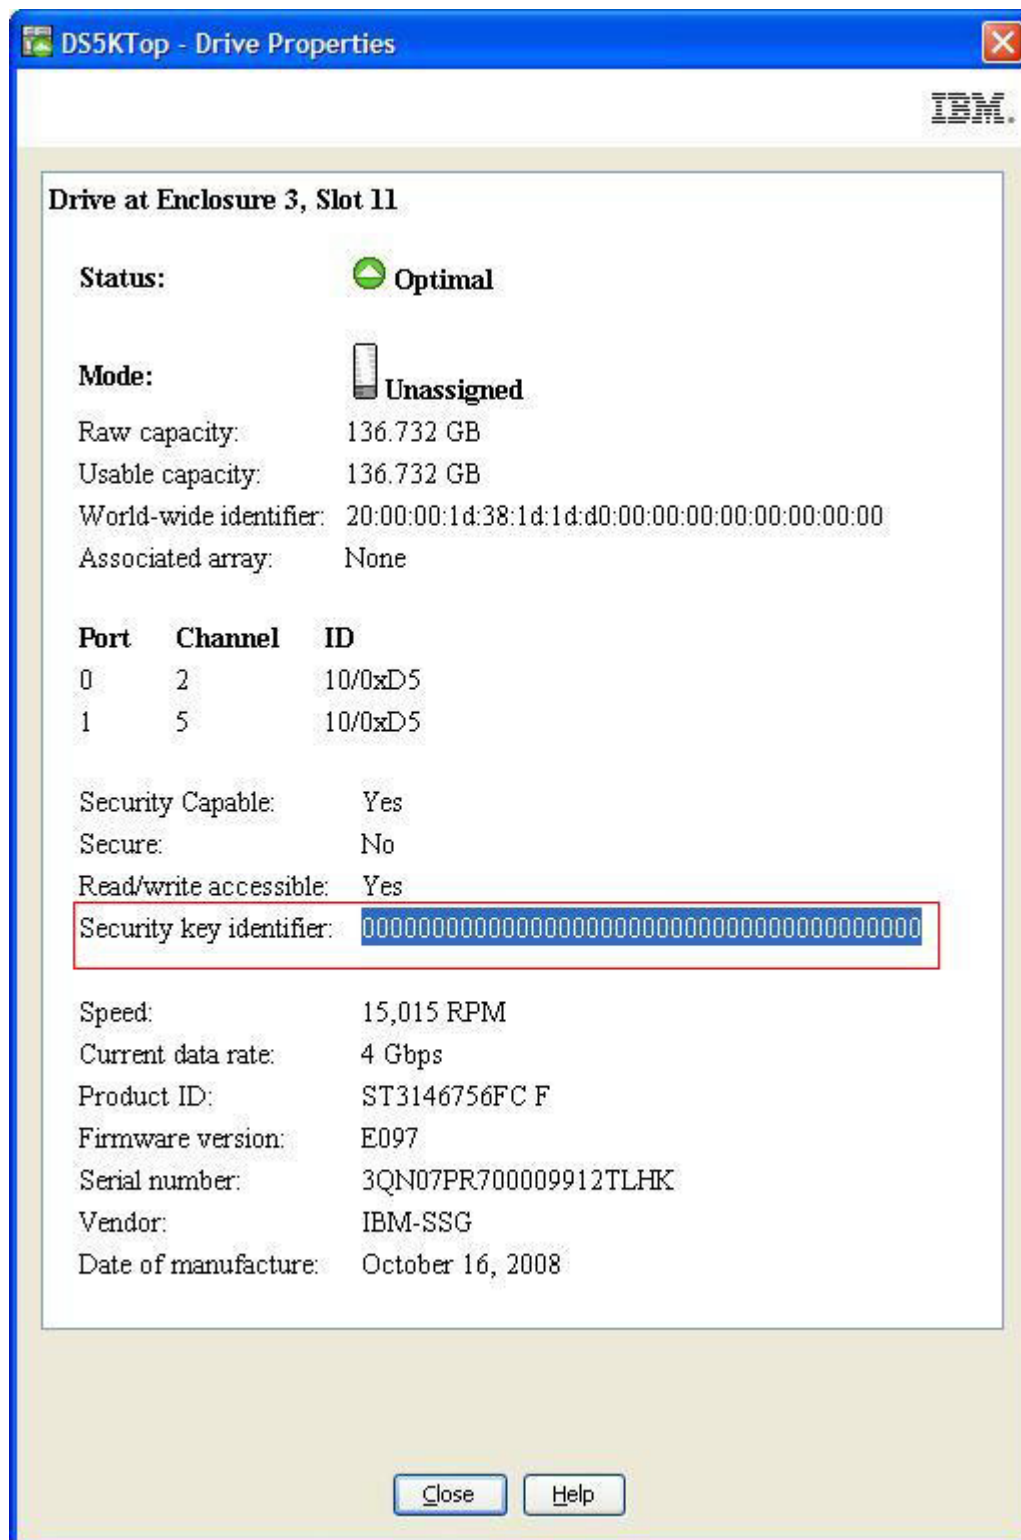 DS5KTop - Drive Properties
IBM.
Drive at Enclosure 3, Slot 11
Status: Optimal
Mode: Unassigned
Raw capacity: 136.732 GB
Usable capacity: 136.732 GB
World-wide identifier: 20:00:00:1d:38:1d:1d:d0:00:00:00:00:00:00:00:00
Associated array: None
Port Channel ID
0 2 10/0xD5
1 5 10/0xD5
Security Capable: Yes
Secure: No
Read/write accessible: Yes
Security key identifier: 0000000000000000000000000000000000000000
Speed: 15,015 RPM
Current data rate: 4 Gbps
Product ID: ST3146756FC F
Firmware version: E097
Serial number: 3QN07PR700009912TLHK
Vendor: IBM-SSG
Date of manufacture: October 16, 2008
Close Help